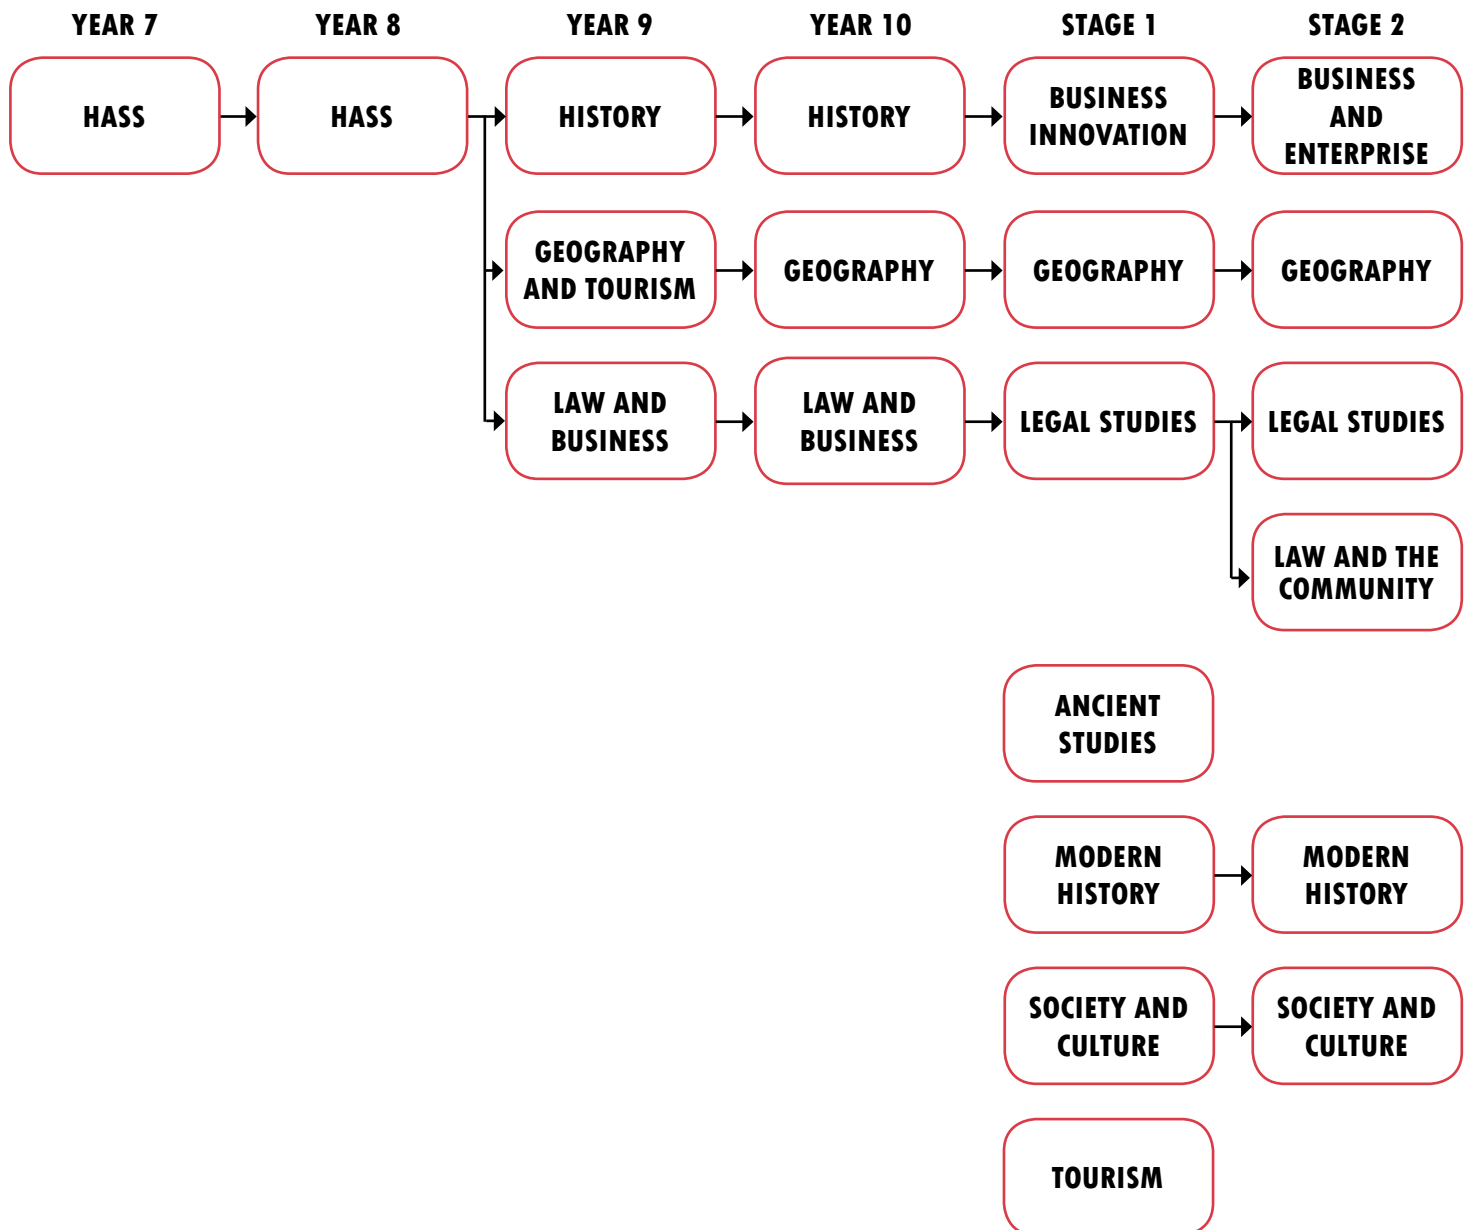 YEAR 7
YEAR 8
YEAR 9
YEAR 10
STAGE 1
STAGE 2
HASS
HASS
HISTORY
HISTORY
BUSINESS
INNOVATION
BUSINESS
AND
ENTERPRISE
GEOGRAPHY
AND TOURISM
GEOGRAPHY
GEOGRAPHY
GEOGRAPHY
LAW AND
BUSINESS
LAW AND
BUSINESS
LEGAL STUDIES
LEGAL STUDIES
LAW AND THE
COMMUNITY
ANCIENT
STUDIES
MODERN
HISTORY
MODERN
HISTORY
SOCIETY AND
CULTURE
SOCIETY AND
CULTURE
TOURISM